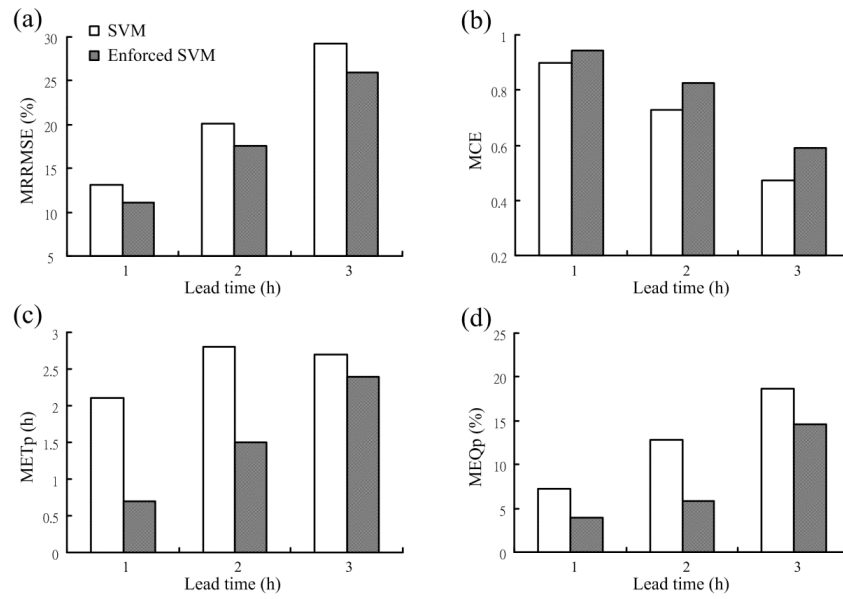 (a)
SVM
Enforced SVM
MRRMSE (%)
30
25
20
15
10
5
1 2 3
Lead time (h)
(b)
MCE
1
0.8
0.6
0.4
0.2
1 2 3
Lead time (h)
(c)
METp (h)
3
2.5
2
1.5
1
0.5
0
1 2 3
Lead time (h)
(d)
MEQp (%)
25
20
15
10
5
0
1 2 3
Lead time (h)